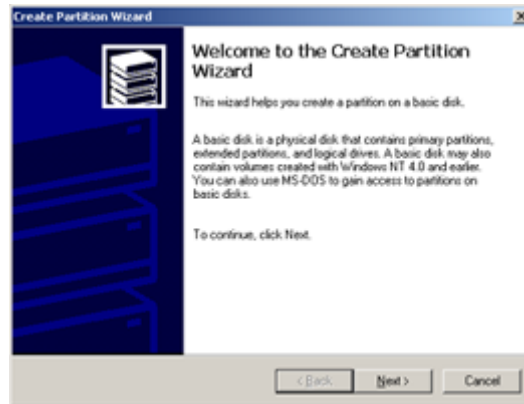 Create Partition Wizard
Welcome to the Create Partition
Wizard
This wizard helps you create a partition on a basic disk.
A basic disk is a physical disk that contains primary partitions,
extended partitions, and logical drives. A basic disk may also
contain volumes created with Windows NT 4.0 and earlier.
You can also use MS-DOS to gain access to partitions on
basic disks.
To continue, click Next.
< Back
Next >
Cancel